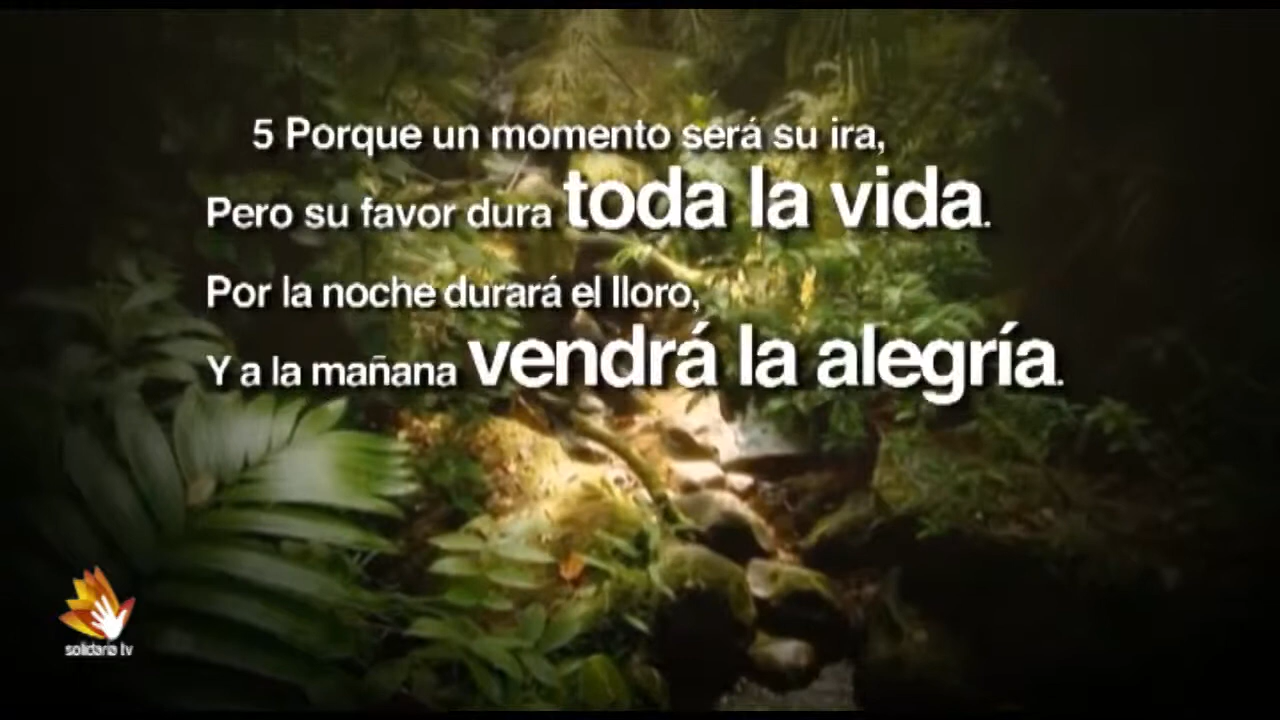 5 Porque un momento será su ira,
Pero su favor dura toda la vida.
Por la noche durará el lloro,
Y a la mañana vendrá la alegría.
solidaria tv